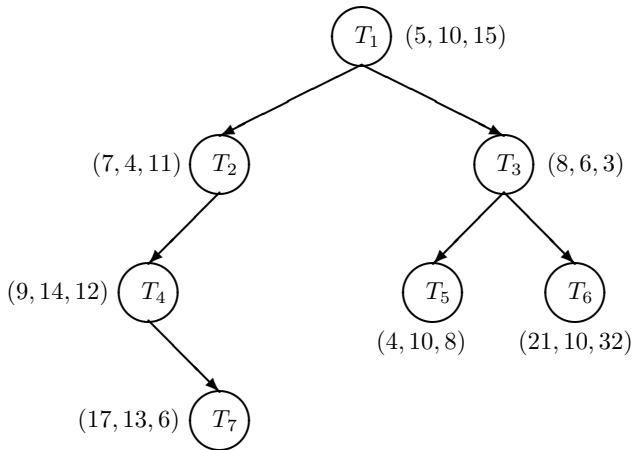 T₁ (5, 10, 15)
(7, 4, 11) T₂ T₃ (8, 6, 3)
(9, 14, 12) T₄ T₅ T₆
(4, 10, 8) (21, 10, 32)
(17, 13, 6) T₇